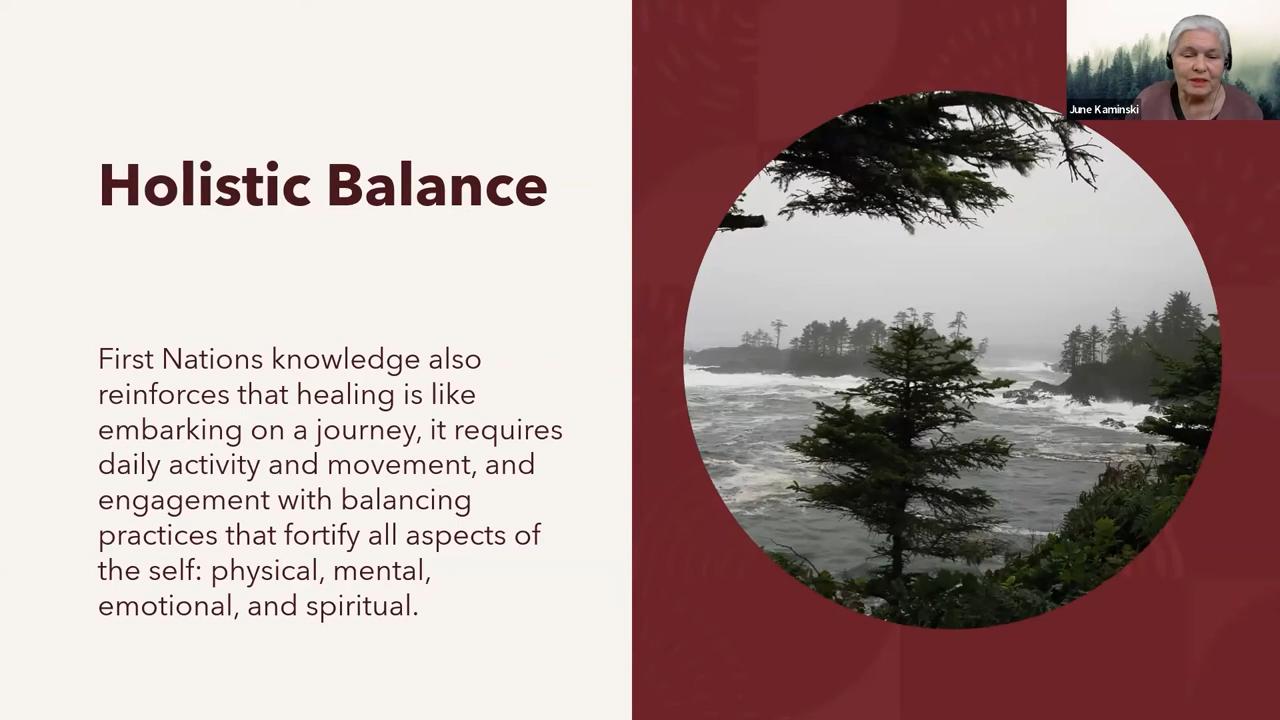 June Kaminski
Holistic Balance
First Nations knowledge also
reinforces that healing is like
embarking on a journey, it requires
daily activity and movement, and
engagement with balancing
practices that fortify all aspects of
the self: physical, mental,
emotional, and spiritual.